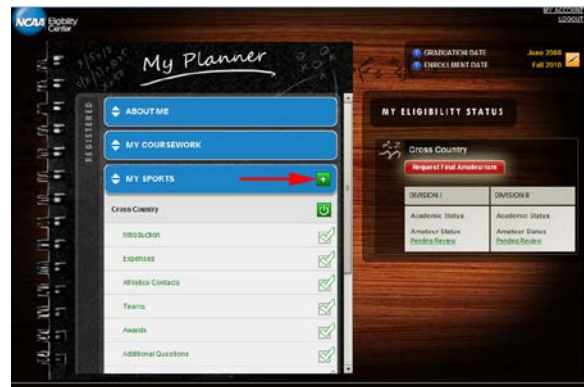 NCAA Eligibility
Center
MY ACCOUNT
LOGOUT
My Planner
GRADUATION DATE June 2008
ENROLLMENT DATE Fall 2010
REGISTERED
ABOUT ME
MY COURSEWORK
MY SPORTS
Cross Country
Introduction
Expenses
Athletics Contacts
Teams
Awards
Additional Questions
MY ELIGIBILITY STATUS
Cross Country
Request Final Amateurism
DIVISION I DIVISION II
Academic Status Academic Status
Amateur Status Amateur Status
Pending Review Pending Review